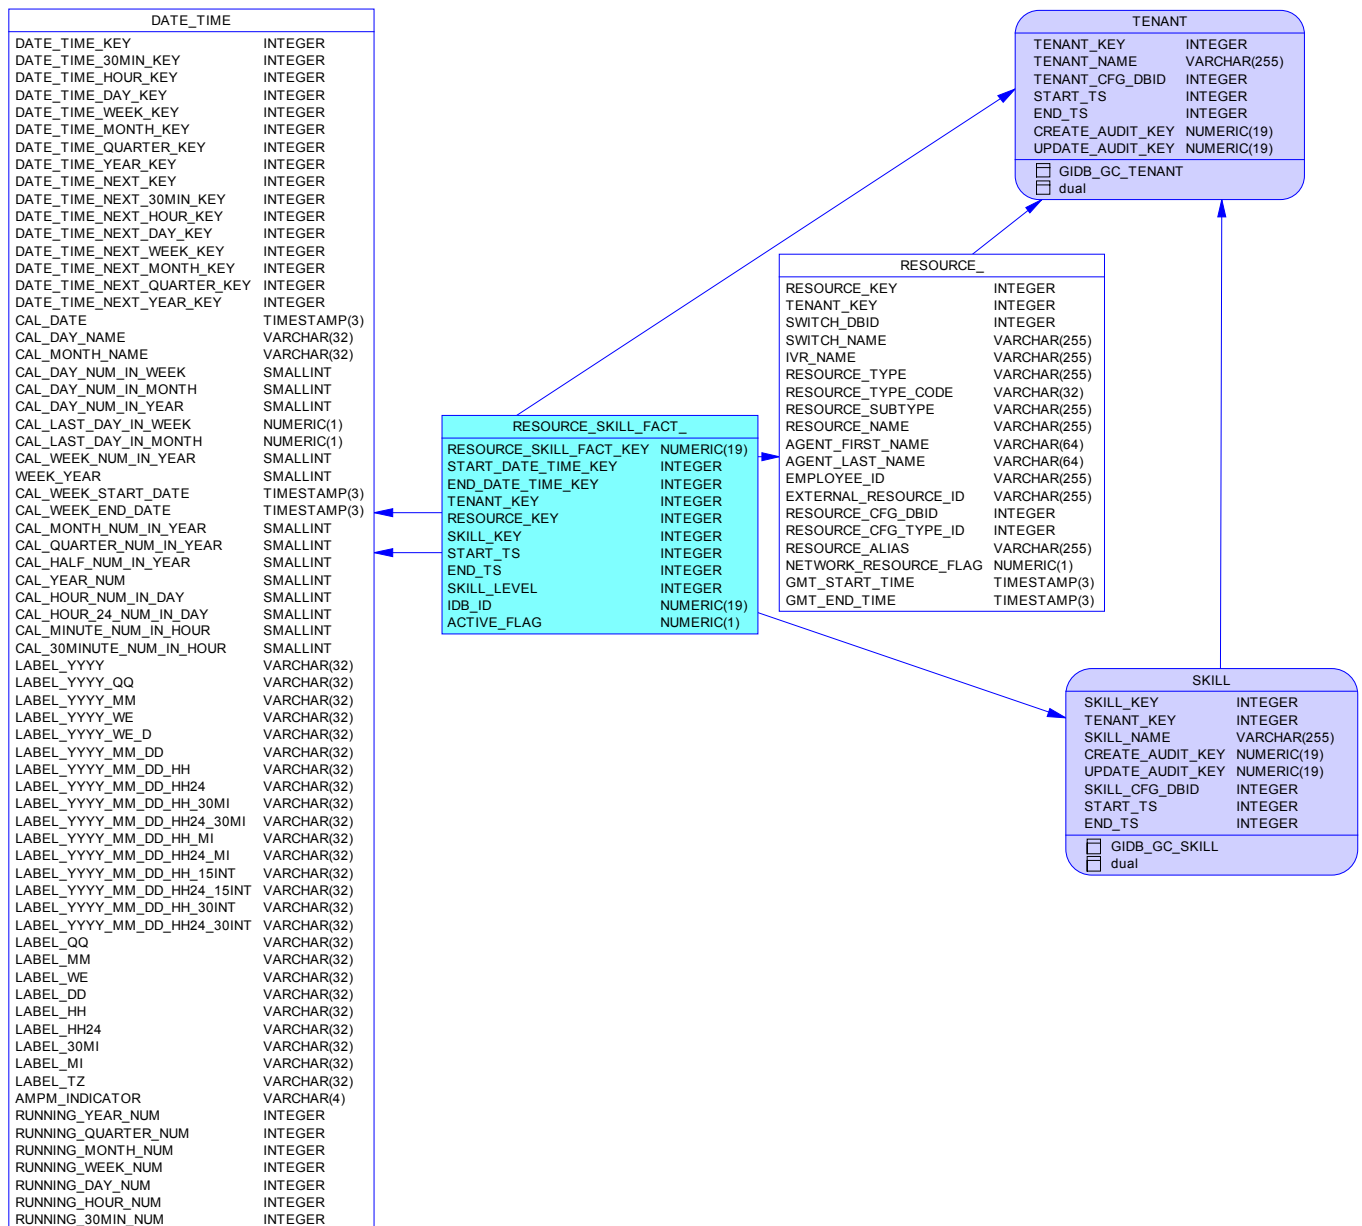 DATE_TIME
DATE_TIME_KEY INTEGER
DATE_TIME_30MIN_KEY INTEGER
DATE_TIME_HOUR_KEY INTEGER
DATE_TIME_DAY_KEY INTEGER
DATE_TIME_WEEK_KEY INTEGER
DATE_TIME_MONTH_KEY INTEGER
DATE_TIME_QUARTER_KEY INTEGER
DATE_TIME_YEAR_KEY INTEGER
DATE_TIME_NEXT_KEY INTEGER
DATE_TIME_NEXT_30MIN_KEY INTEGER
DATE_TIME_NEXT_HOUR_KEY INTEGER
DATE_TIME_NEXT_DAY_KEY INTEGER
DATE_TIME_NEXT_WEEK_KEY INTEGER
DATE_TIME_NEXT_MONTH_KEY INTEGER
DATE_TIME_NEXT_QUARTER_KEY INTEGER
DATE_TIME_NEXT_YEAR_KEY INTEGER
CAL_DATE TIMESTAMP(3)
CAL_DAY_NAME VARCHAR(32)
CAL_MONTH_NAME VARCHAR(32)
CAL_DAY_NUM_IN_WEEK SMALLINT
CAL_DAY_NUM_IN_MONTH SMALLINT
CAL_DAY_NUM_IN_YEAR SMALLINT
CAL_LAST_DAY_IN_WEEK NUMERIC(1)
CAL_LAST_DAY_IN_MONTH NUMERIC(1)
CAL_WEEK_NUM_IN_YEAR SMALLINT
WEEK_YEAR SMALLINT
CAL_WEEK_START_DATE TIMESTAMP(3)
CAL_WEEK_END_DATE TIMESTAMP(3)
CAL_MONTH_NUM_IN_YEAR SMALLINT
CAL_QUARTER_NUM_IN_YEAR SMALLINT
CAL_HALF_NUM_IN_YEAR SMALLINT
CAL_YEAR_NUM SMALLINT
CAL_HOUR_NUM_IN_DAY SMALLINT
CAL_HOUR_24_NUM_IN_DAY SMALLINT
CAL_MINUTE_NUM_IN_HOUR SMALLINT
CAL_30MINUTE_NUM_IN_HOUR SMALLINT
LABEL_YYYY VARCHAR(32)
LABEL_YYYY_QQ VARCHAR(32)
LABEL_YYYY_MM VARCHAR(32)
LABEL_YYYY_WE VARCHAR(32)
LABEL_YYYY_WE_D VARCHAR(32)
LABEL_YYYY_MM_DD VARCHAR(32)
LABEL_YYYY_MM_DD_HH VARCHAR(32)
LABEL_YYYY_MM_DD_HH24 VARCHAR(32)
LABEL_YYYY_MM_DD_HH_30MI VARCHAR(32)
LABEL_YYYY_MM_DD_HH24_30MI VARCHAR(32)
LABEL_YYYY_MM_DD_HH_MI VARCHAR(32)
LABEL_YYYY_MM_DD_HH24_MI VARCHAR(32)
LABEL_YYYY_MM_DD_HH_15INT VARCHAR(32)
LABEL_YYYY_MM_DD_HH24_15INT VARCHAR(32)
LABEL_YYYY_MM_DD_HH_30INT VARCHAR(32)
LABEL_YYYY_MM_DD_HH24_30INT VARCHAR(32)
LABEL_QQ VARCHAR(32)
LABEL_MM VARCHAR(32)
LABEL_WE VARCHAR(32)
LABEL_DD VARCHAR(32)
LABEL_HH VARCHAR(32)
LABEL_HH24 VARCHAR(32)
LABEL_30MI VARCHAR(32)
LABEL_MI VARCHAR(32)
LABEL_TZ VARCHAR(32)
AMPM_INDICATOR VARCHAR(4)
RUNNING_YEAR_NUM INTEGER
RUNNING_QUARTER_NUM INTEGER
RUNNING_MONTH_NUM INTEGER
RUNNING_WEEK_NUM INTEGER
RUNNING_DAY_NUM INTEGER
RUNNING_HOUR_NUM INTEGER
RUNNING_30MIN_NUM INTEGER
RESOURCE_SKILL_FACT_
RESOURCE_SKILL_FACT_KEY NUMERIC(19)
START_DATE_TIME_KEY INTEGER
END_DATE_TIME_KEY INTEGER
TENANT_KEY INTEGER
RESOURCE_KEY INTEGER
SKILL_KEY INTEGER
START_TS INTEGER
END_TS INTEGER
SKILL_LEVEL INTEGER
IDB_ID NUMERIC(19)
ACTIVE_FLAG NUMERIC(1)
TENANT
TENANT_KEY INTEGER
TENANT_NAME VARCHAR(255)
TENANT_CFG_DBID INTEGER
START_TS INTEGER
END_TS INTEGER
CREATE_AUDIT_KEY NUMERIC(19)
UPDATE_AUDIT_KEY NUMERIC(19)
GIDB_GC_TENANT
dual
RESOURCE_
RESOURCE_KEY INTEGER
TENANT_KEY INTEGER
SWITCH_DBID INTEGER
SWITCH_NAME VARCHAR(255)
IVR_NAME VARCHAR(255)
RESOURCE_TYPE VARCHAR(255)
RESOURCE_TYPE_CODE VARCHAR(32)
RESOURCE_SUBTYPE VARCHAR(255)
RESOURCE_NAME VARCHAR(255)
AGENT_FIRST_NAME VARCHAR(64)
AGENT_LAST_NAME VARCHAR(64)
EMPLOYEE_ID VARCHAR(255)
EXTERNAL_RESOURCE_ID VARCHAR(255)
RESOURCE_CFG_DBID INTEGER
RESOURCE_CFG_TYPE_ID INTEGER
RESOURCE_ALIAS VARCHAR(255)
NETWORK_RESOURCE_FLAG NUMERIC(1)
GMT_START_TIME TIMESTAMP(3)
GMT_END_TIME TIMESTAMP(3)
SKILL
SKILL_KEY INTEGER
TENANT_KEY INTEGER
SKILL_NAME VARCHAR(255)
CREATE_AUDIT_KEY NUMERIC(19)
UPDATE_AUDIT_KEY NUMERIC(19)
SKILL_CFG_DBID INTEGER
START_TS INTEGER
END_TS INTEGER
GIDB_GC_SKILL
dual